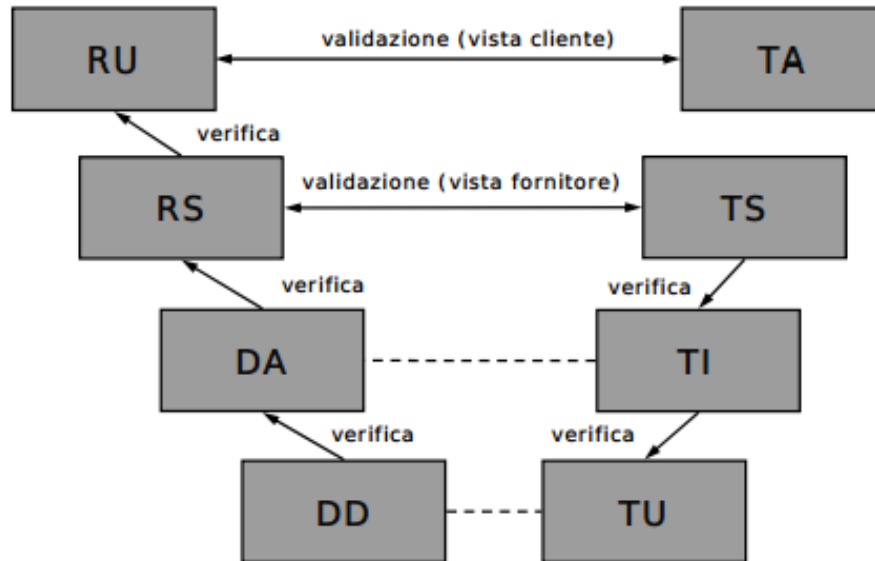 RU
validazione (vista cliente)
TA
verifica
RS
validazione (vista fornitore)
TS
verifica
verifica
DA
TI
verifica
verifica
DD
TU